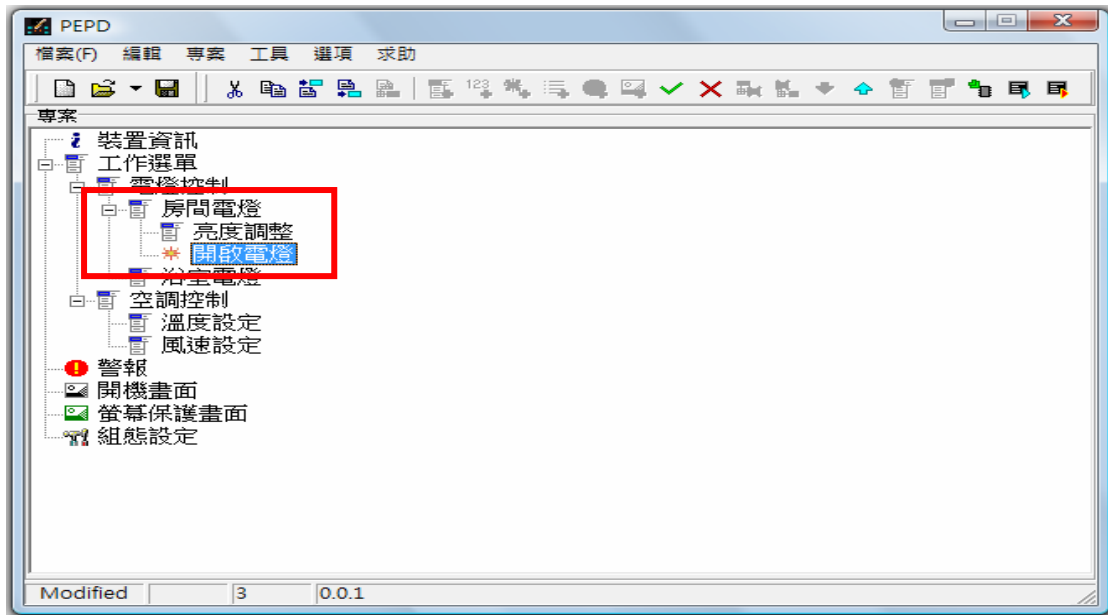 PEPD
檔案(F) 編輯 專案 工具 選項 求助
123
專案
裝置資訊
工作選單
電燈控制
房間電燈
亮度調整
開啟電燈
浴室電燈
空調控制
溫度設定
風速設定
警報
開機畫面
螢幕保護畫面
組態設定
Modified 3 0.0.1